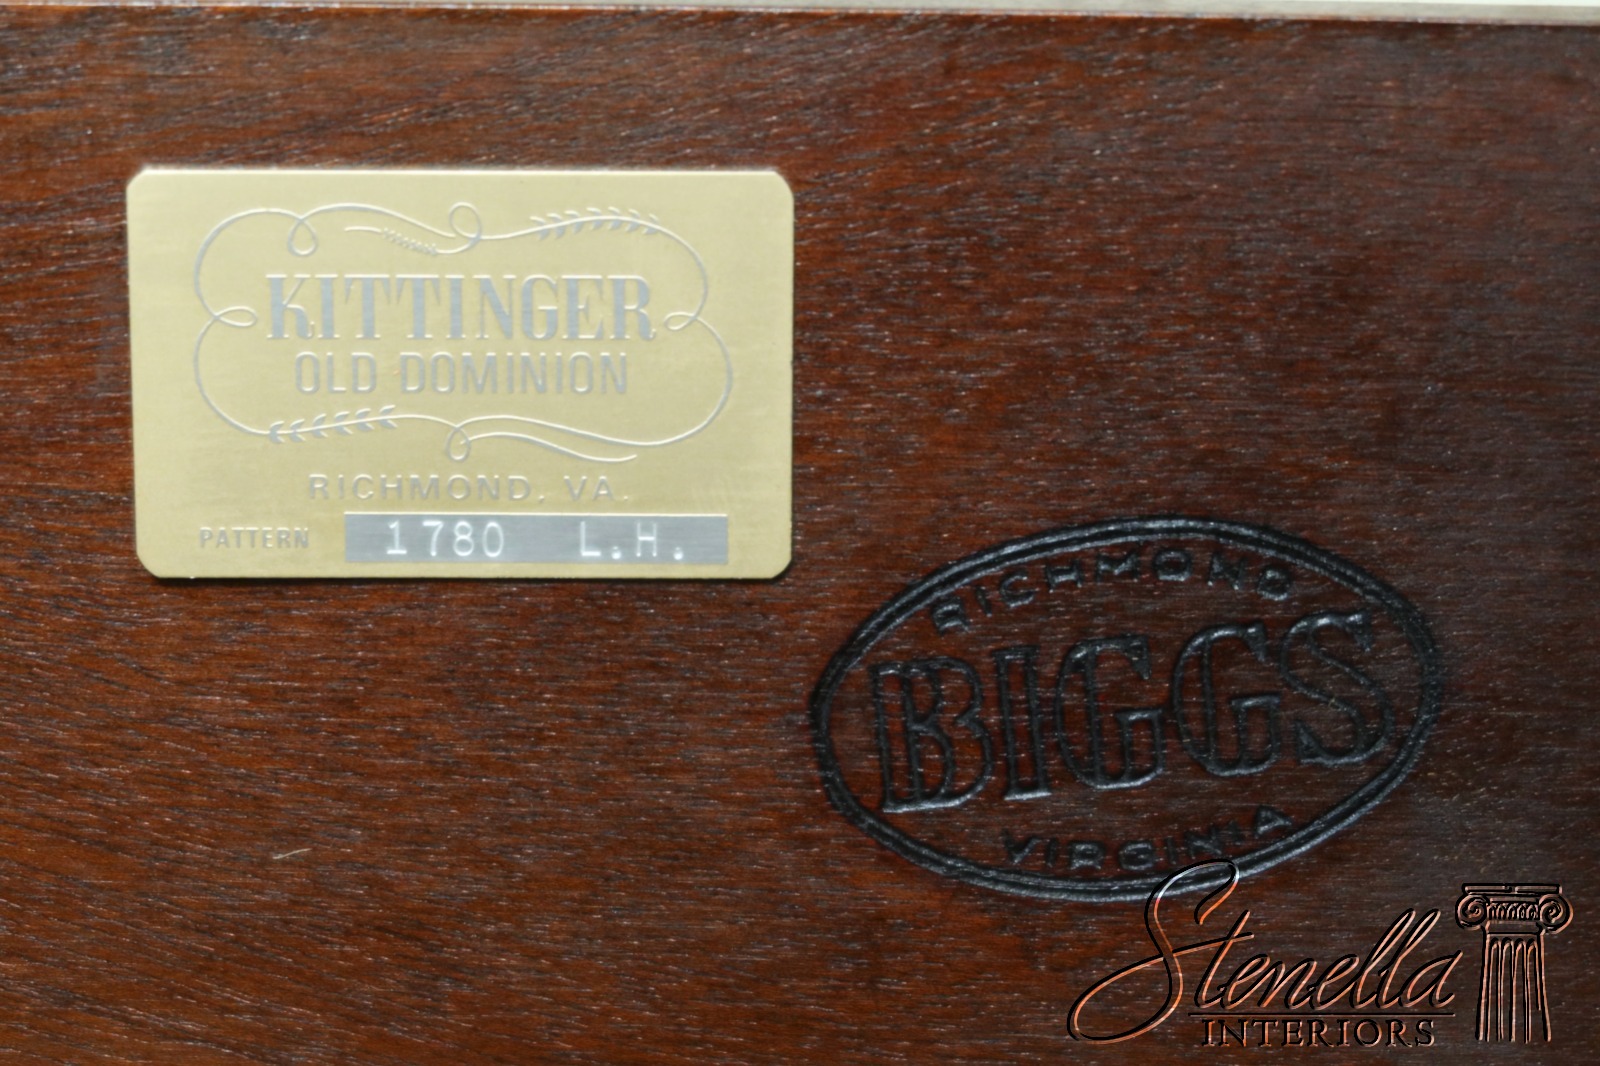 KITTINGER
OLD DOMINION
RICHMOND, VA.
PATTERN 1780 L.H.
RICHMOND
BIGGS
VIRGINIA
Stenella
INTERIORS